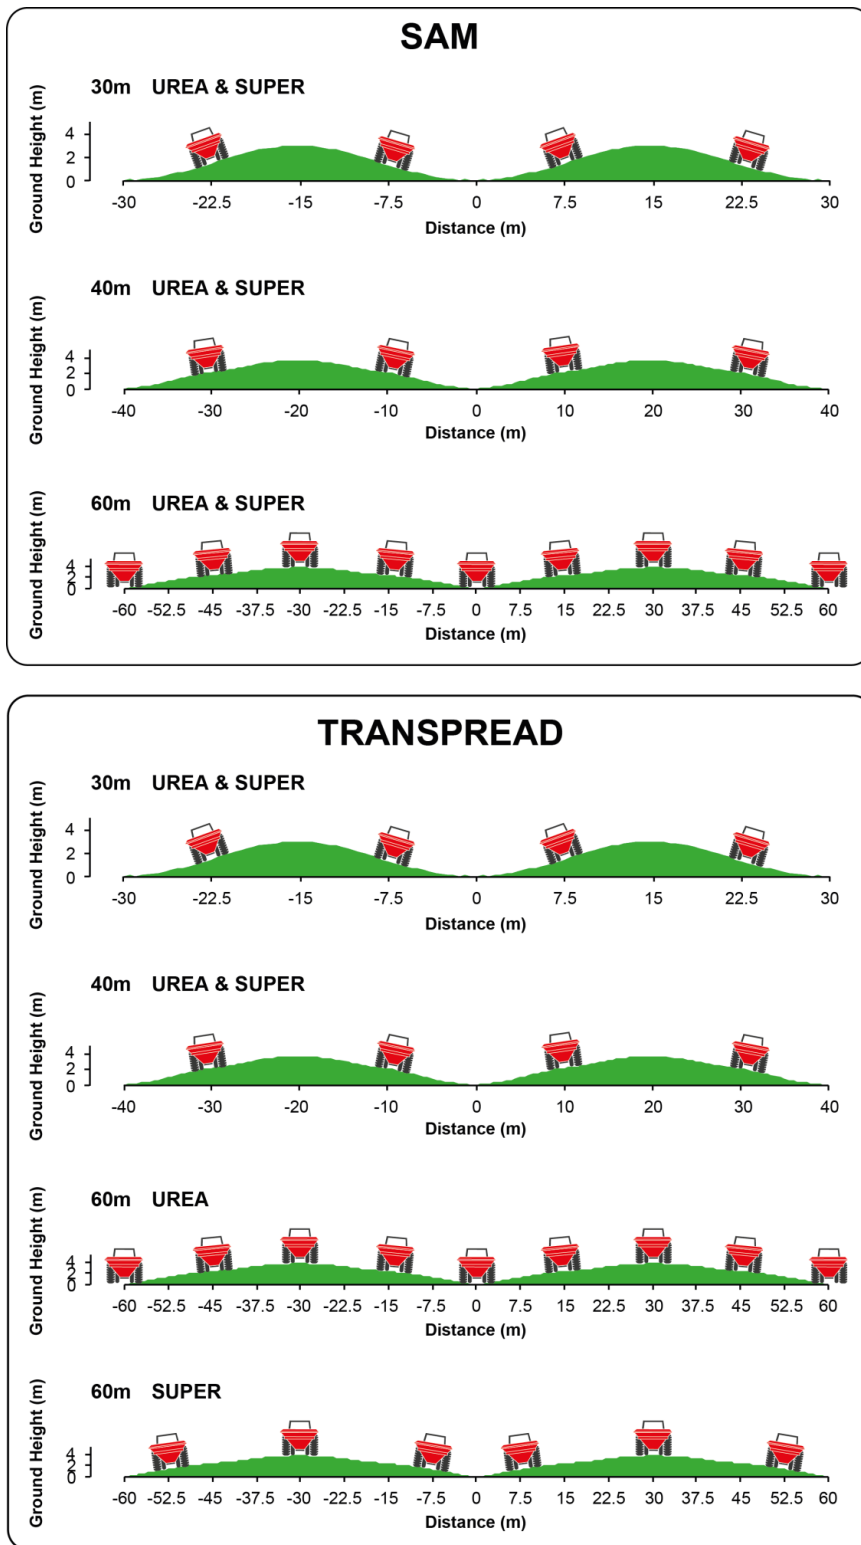 SAM
30m UREA & SUPER
Ground Height (m)
4
2
0
-30 -22.5 -15 -7.5 0 7.5 15 22.5 30
Distance (m)
40m UREA & SUPER
Ground Height (m)
4
2
0
-40 -30 -20 -10 0 10 20 30 40
Distance (m)
60m UREA & SUPER
Ground Height (m)
4
2
0
-60 -52.5 -45 -37.5 -30 -22.5 -15 -7.5 0 7.5 15 22.5 30 37.5 45 52.5 60
Distance (m)
TRANSPREAD
30m UREA & SUPER
Ground Height (m)
4
2
0
-30 -22.5 -15 -7.5 0 7.5 15 22.5 30
Distance (m)
40m UREA & SUPER
Ground Height (m)
4
2
0
-40 -30 -20 -10 0 10 20 30 40
Distance (m)
60m UREA
Ground Height (m)
4
2
0
-60 -52.5 -45 -37.5 -30 -22.5 -15 -7.5 0 7.5 15 22.5 30 37.5 45 52.5 60
Distance (m)
60m SUPER
Ground Height (m)
4
2
0
-60 -52.5 -45 -37.5 -30 -22.5 -15 -7.5 0 7.5 15 22.5 30 37.5 45 52.5 60
Distance (m)